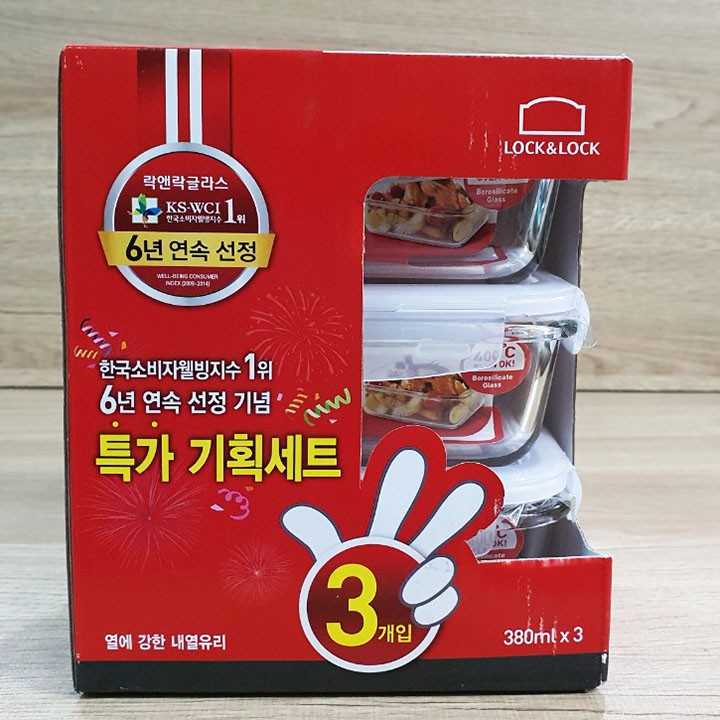 LOCK&LOCK
락앤락글라스
KS-WCI
한국소비자웰빙지수 1위
6년 연속 선정
WELL-BEING CONSUMER
INDEX (2009~2014)
Borosilicate
Glass
한국소비자웰빙지수 1위
6년 연속 선정 기념
특가 기획세트
400℃
OK!
Borosilicate
Glass
℃
OK!
3개입
열에 강한 내열유리
380ml x 3